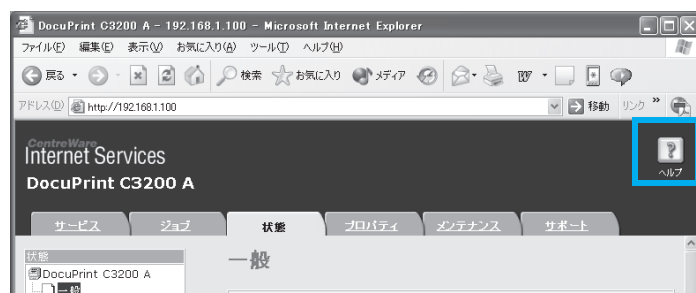 DocuPrint C3200 A - 192.168.1.100 - Microsoft Internet Explorer
ファイル(F) 編集(E) 表示(V) お気に入り(A) ツール(T) ヘルプ(H)
戻る 検索 お気に入り メディア
アドレス(D) http://192.168.1.100 移動 リンク »
CentreWare
Internet Services
DocuPrint C3200 A
ヘルプ
サービス ジョブ 状態 プロパティ メンテナンス サポート
状態
DocuPrint C3200 A
一般
一般